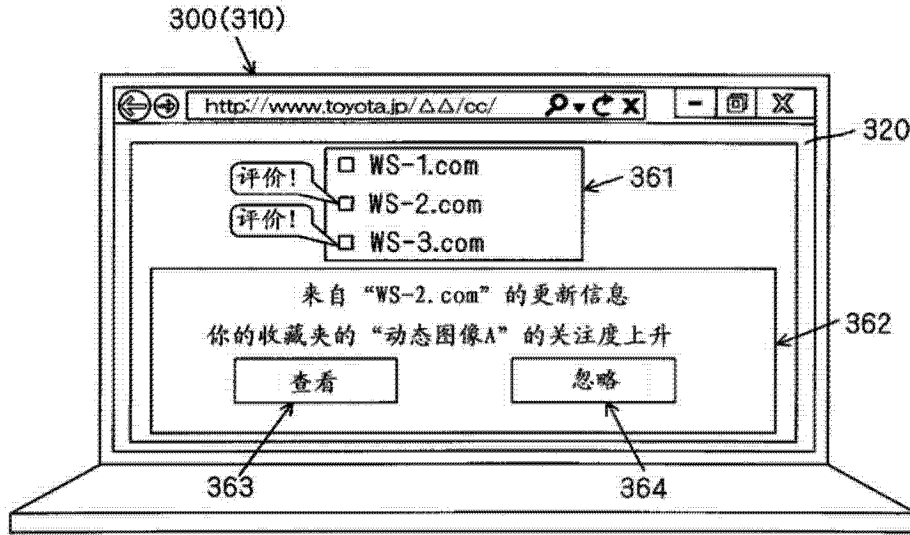 300(310)
http://www.toyota.jp/△△/cc/
320
WS-1.com
361
评价!
WS-2.com
评价!
WS-3.com
来自“WS-2.com”的更新信息
362
你的收藏夹的“动态图像A”的关注度上升
查看
忽略
363
364